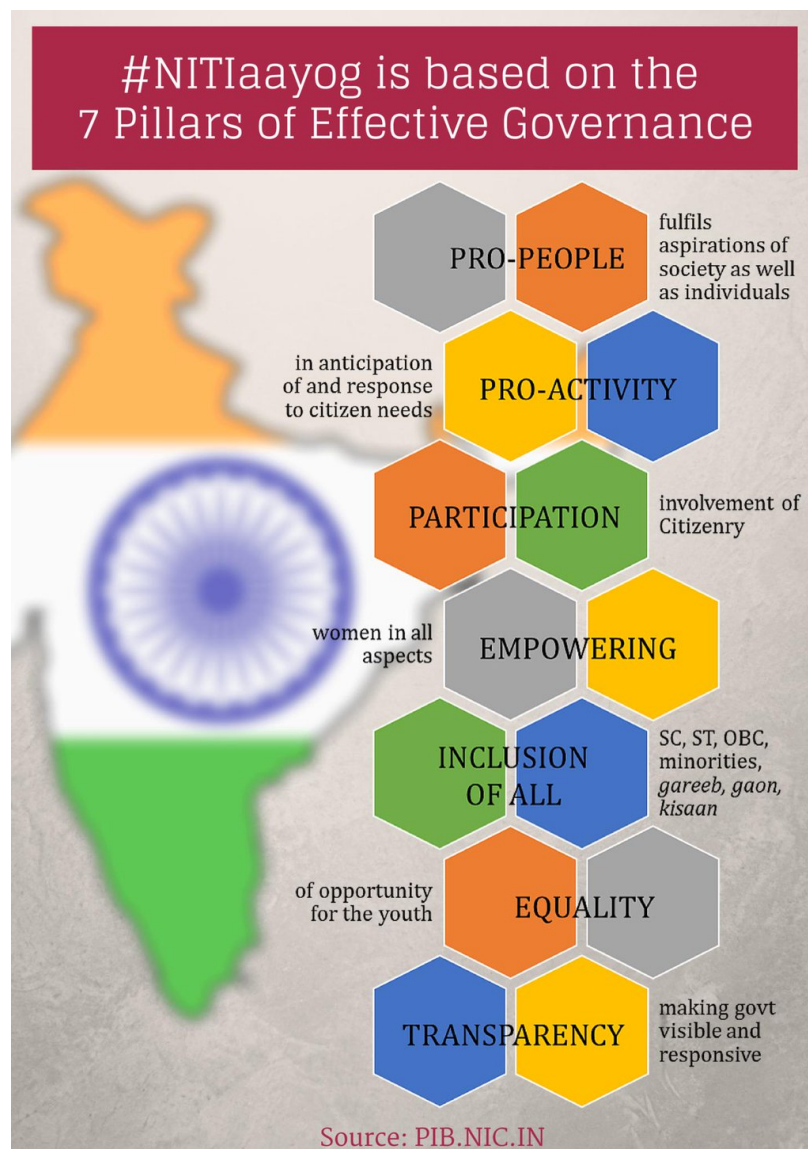 #NITIaayog is based on the
7 Pillars of Effective Governance
PRO-PEOPLE
fulfils
aspirations of
society as well
as individuals
PRO-ACTIVITY
in anticipation
of and response
to citizen needs
PARTICIPATION
involvement of
Citizenry
EMPOWERING
women in all
aspects
INCLUSION
OF ALL
SC, ST, OBC,
minorities,
gareeb, gaon,
kisaan
EQUALITY
of opportunity
for the youth
TRANSPARENCY
making govt
visible and
responsive
Source: PIB.NIC.IN